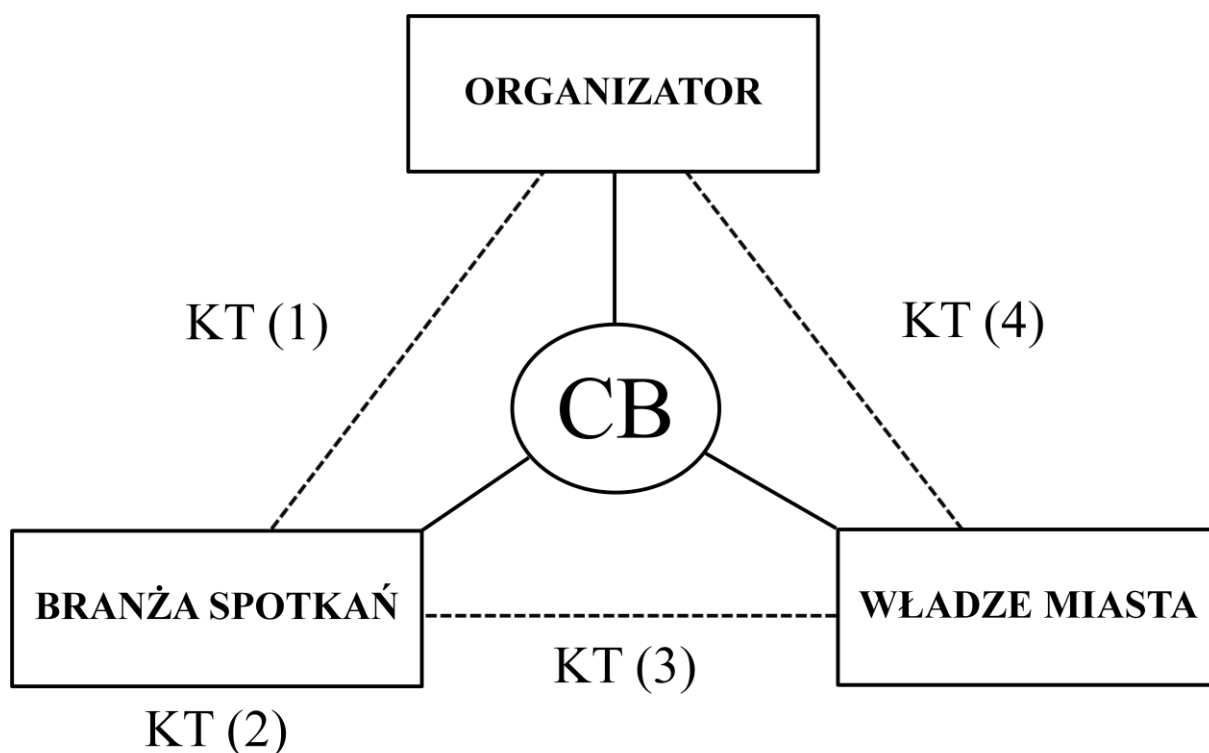 ORGANIZATOR
KT (1)
KT (4)
CB
BRANŻA SPOTKAŃ
WŁADZE MIASTA
KT (3)
KT (2)